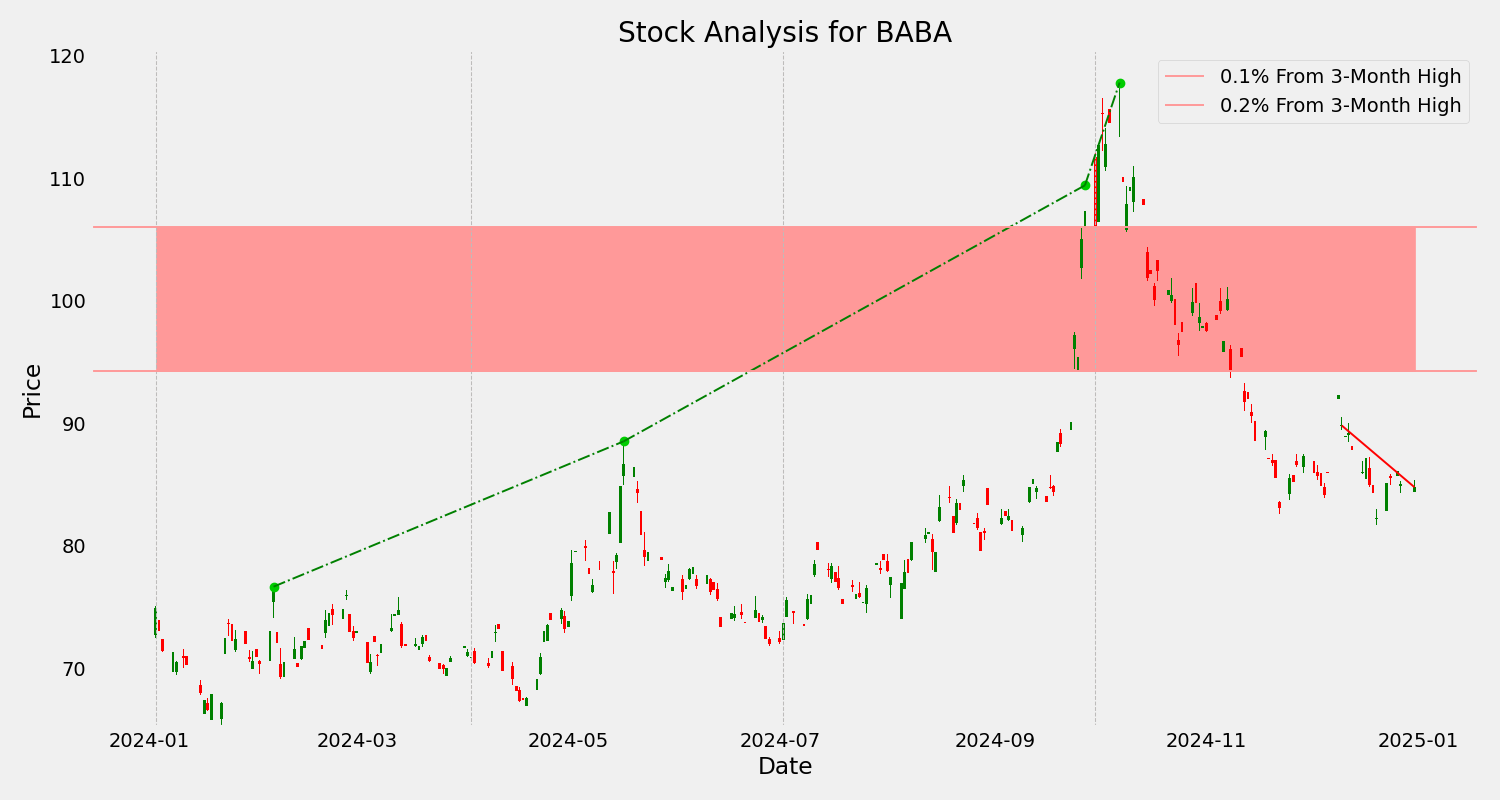 Stock Analysis for BABA
0.1% From 3-Month High
0.2% From 3-Month High
120
110
100
90
80
70
Price
2024-01 2024-03 2024-05 2024-07 2024-09 2024-11 2025-01
Date